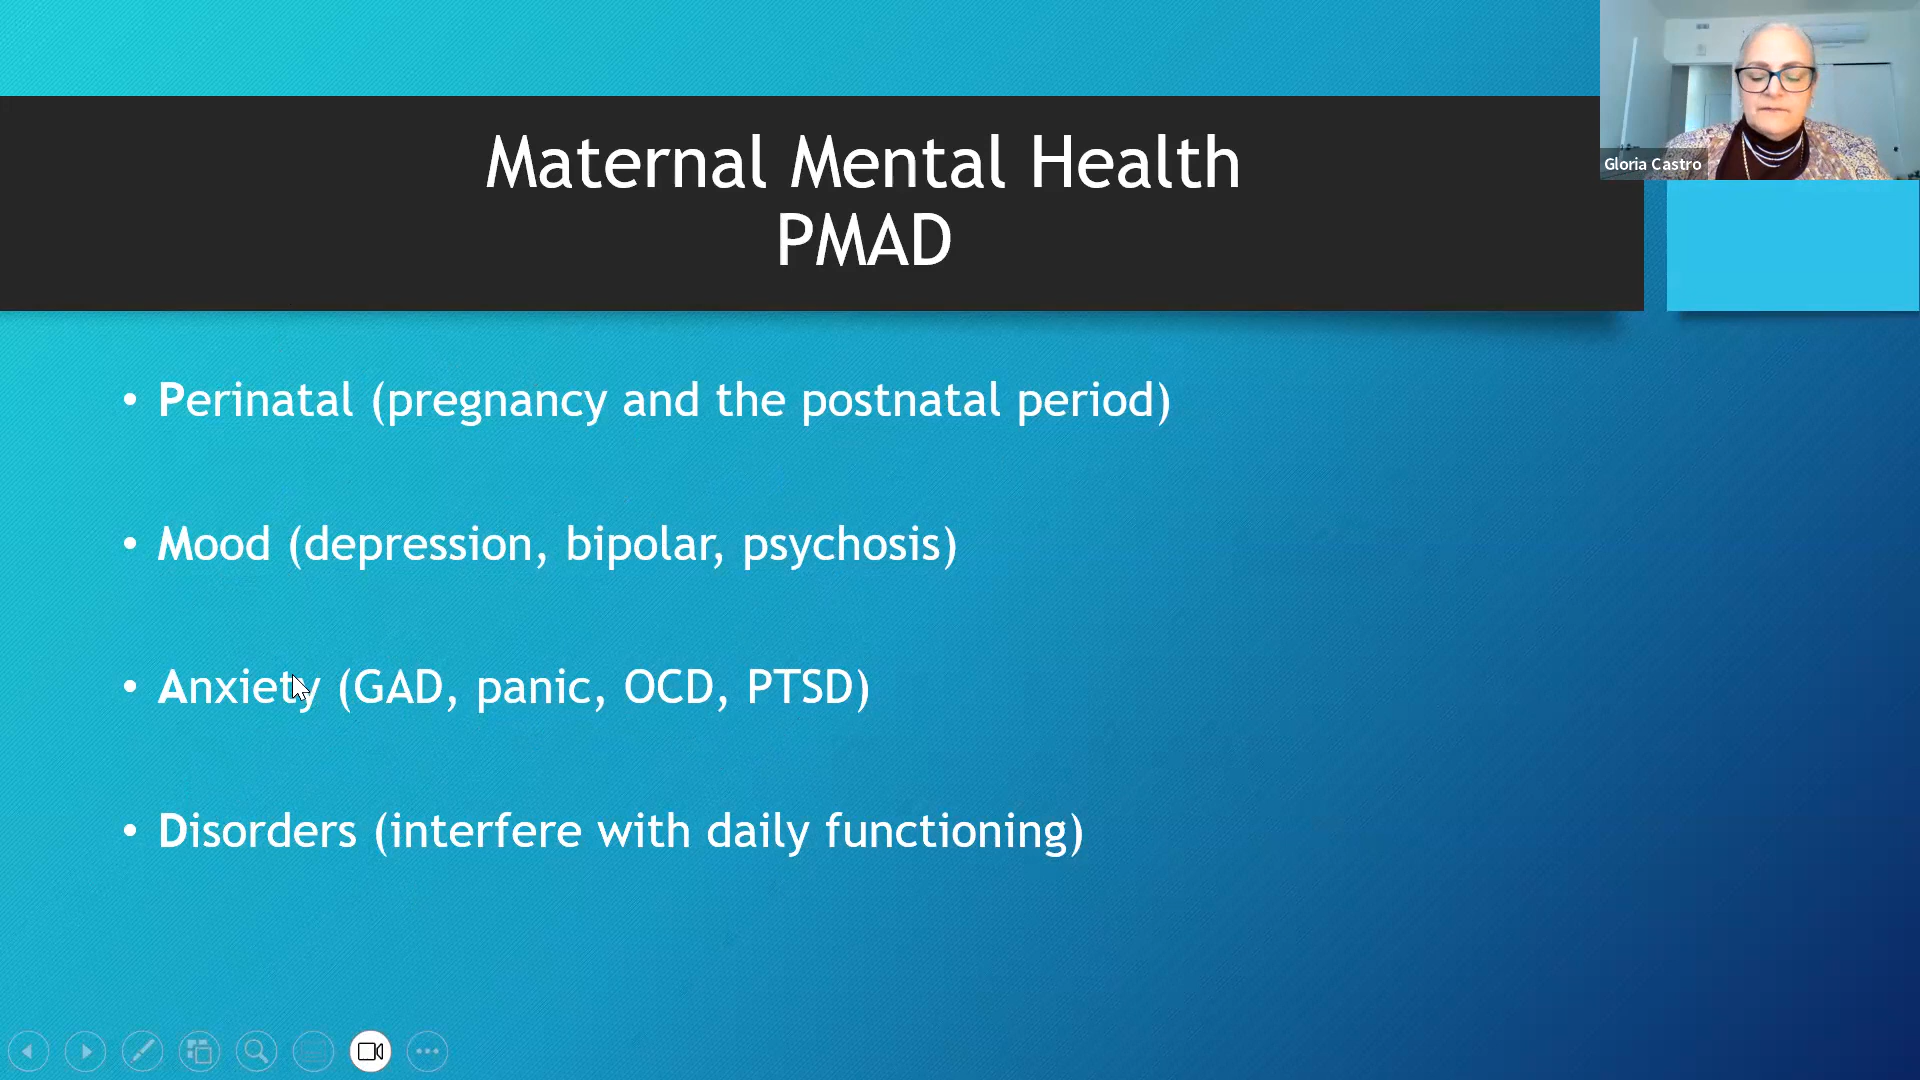 Maternal Mental Health
PMAD
Gloria Castro
• Perinatal (pregnancy and the postnatal period)
• Mood (depression, bipolar, psychosis)
• Anxiety (GAD, panic, OCD, PTSD)
• Disorders (interfere with daily functioning)